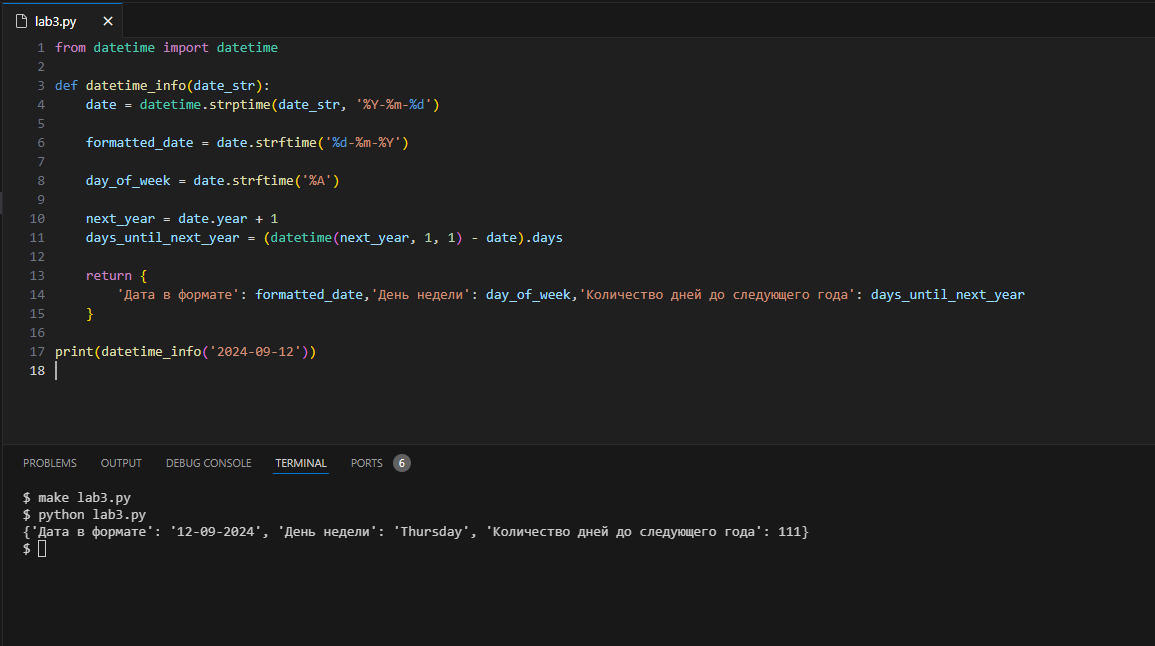 lab3.py
1 from datetime import datetime
2
3 def datetime_info(date_str):
4     date = datetime.strptime(date_str, '%Y-%m-%d')
5
6     formatted_date = date.strftime('%d-%m-%Y')
7
8     day_of_week = date.strftime('%A')
9
10     next_year = date.year + 1
11     days_until_next_year = (datetime(next_year, 1, 1) - date).days
12
13     return {
14         'Дата в формате': formatted_date,'День недели': day_of_week,'Количество дней до следующего года': days_until_next_year
15     }
16
17 print(datetime_info('2024-09-12'))
18
PROBLEMS OUTPUT DEBUG CONSOLE TERMINAL PORTS 6
$ make lab3.py
$ python lab3.py
{'Дата в формате': '12-09-2024', 'День недели': 'Thursday', 'Количество дней до следующего года': 111}
$